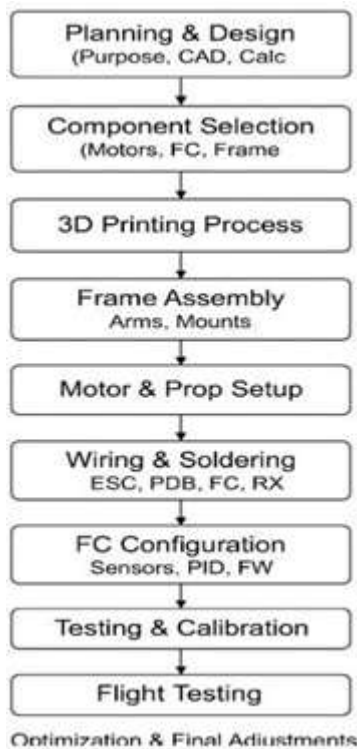 Planning & Design
(Purpose, CAD, Calc
Component Selection
(Motors, FC, Frame
3D Printing Process
Frame Assembly
Arms, Mounts
Motor & Prop Setup
Wiring & Soldering
ESC, PDB, FC, RX
FC Configuration
Sensors, PID, FW
Testing & Calibration
Flight Testing
Optimization & Final Adjustments